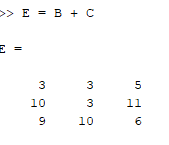 >> E = B + C
E =
3 3 5
10 3 11
9 10 6